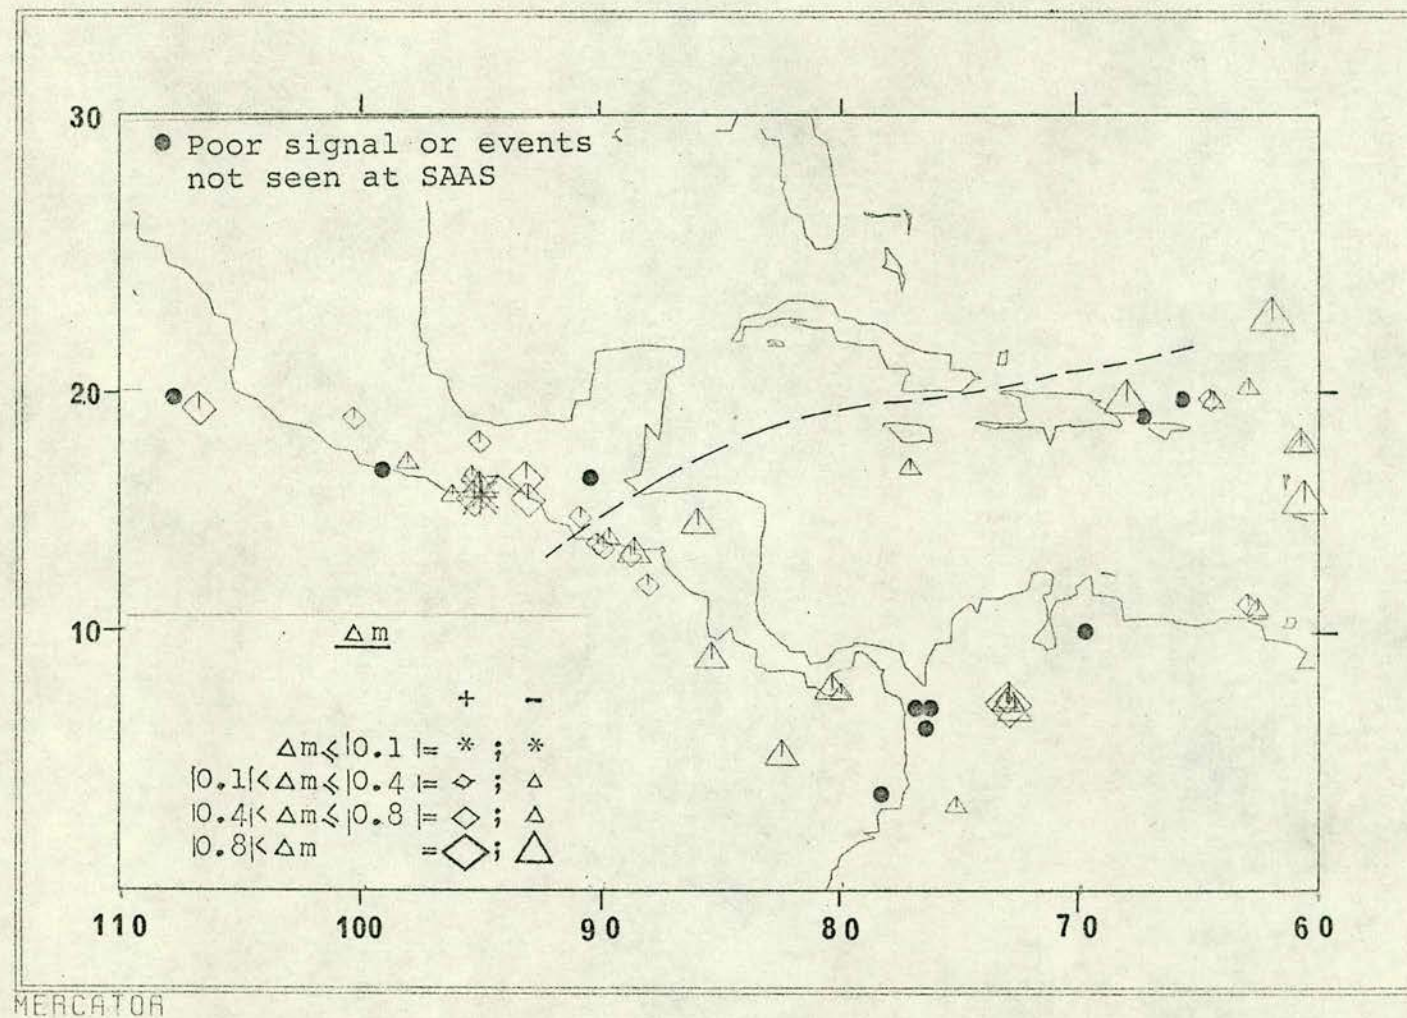 30
● Poor signal or events
not seen at SAAS
20
10
Δm
+ -
Δm⩽|0.1|= * ; *
|0.1|<Δm⩽|0.4|= ◇ ; △
|0.4|<Δm⩽|0.8|= ◇ ; △
|0.8|<Δm =◇; △
110 100 90 80 70 60
MERCATOR